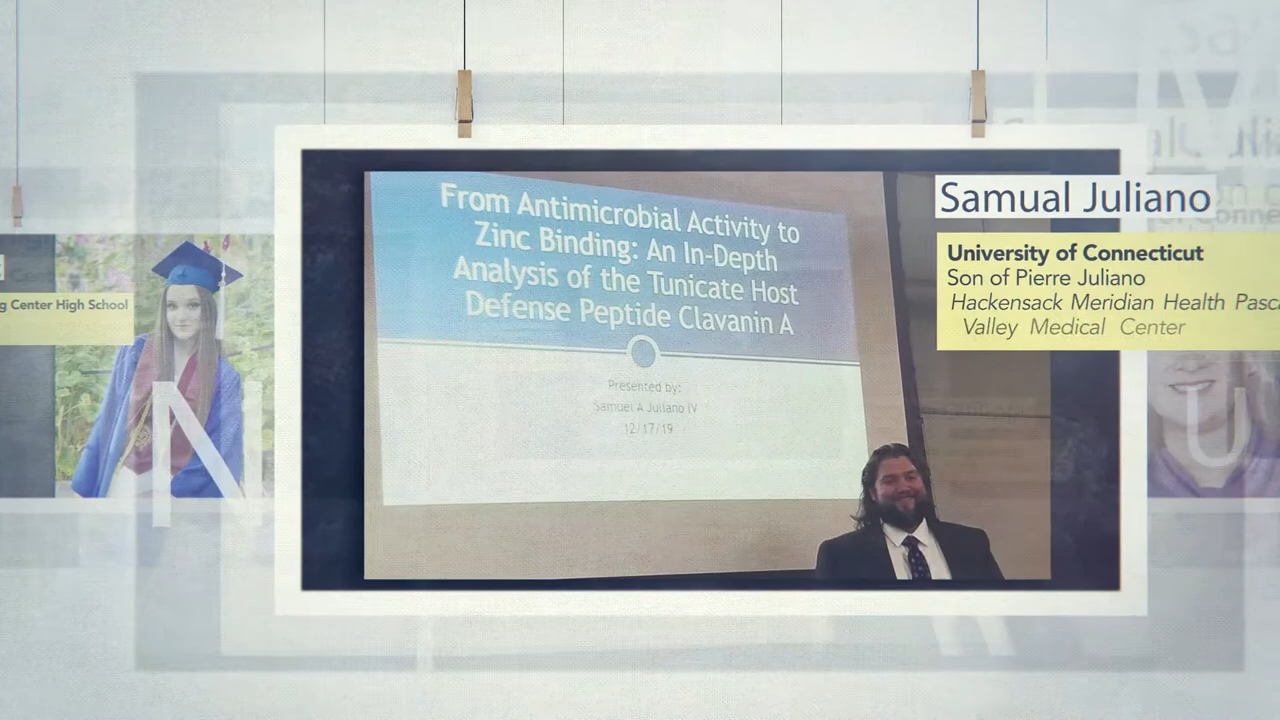 From Antimicrobial Activity to
Zinc Binding: An In-Depth
Analysis of the Tunicate Host
Defense Peptide Clavanin A
Presented by:
Samuel A Juliano IV
12/17/19
Samual Juliano
University of Connecticut
Son of Pierre Juliano
Hackensack Meridian Health Pasc
Valley Medical Center
g Center High School
N
U